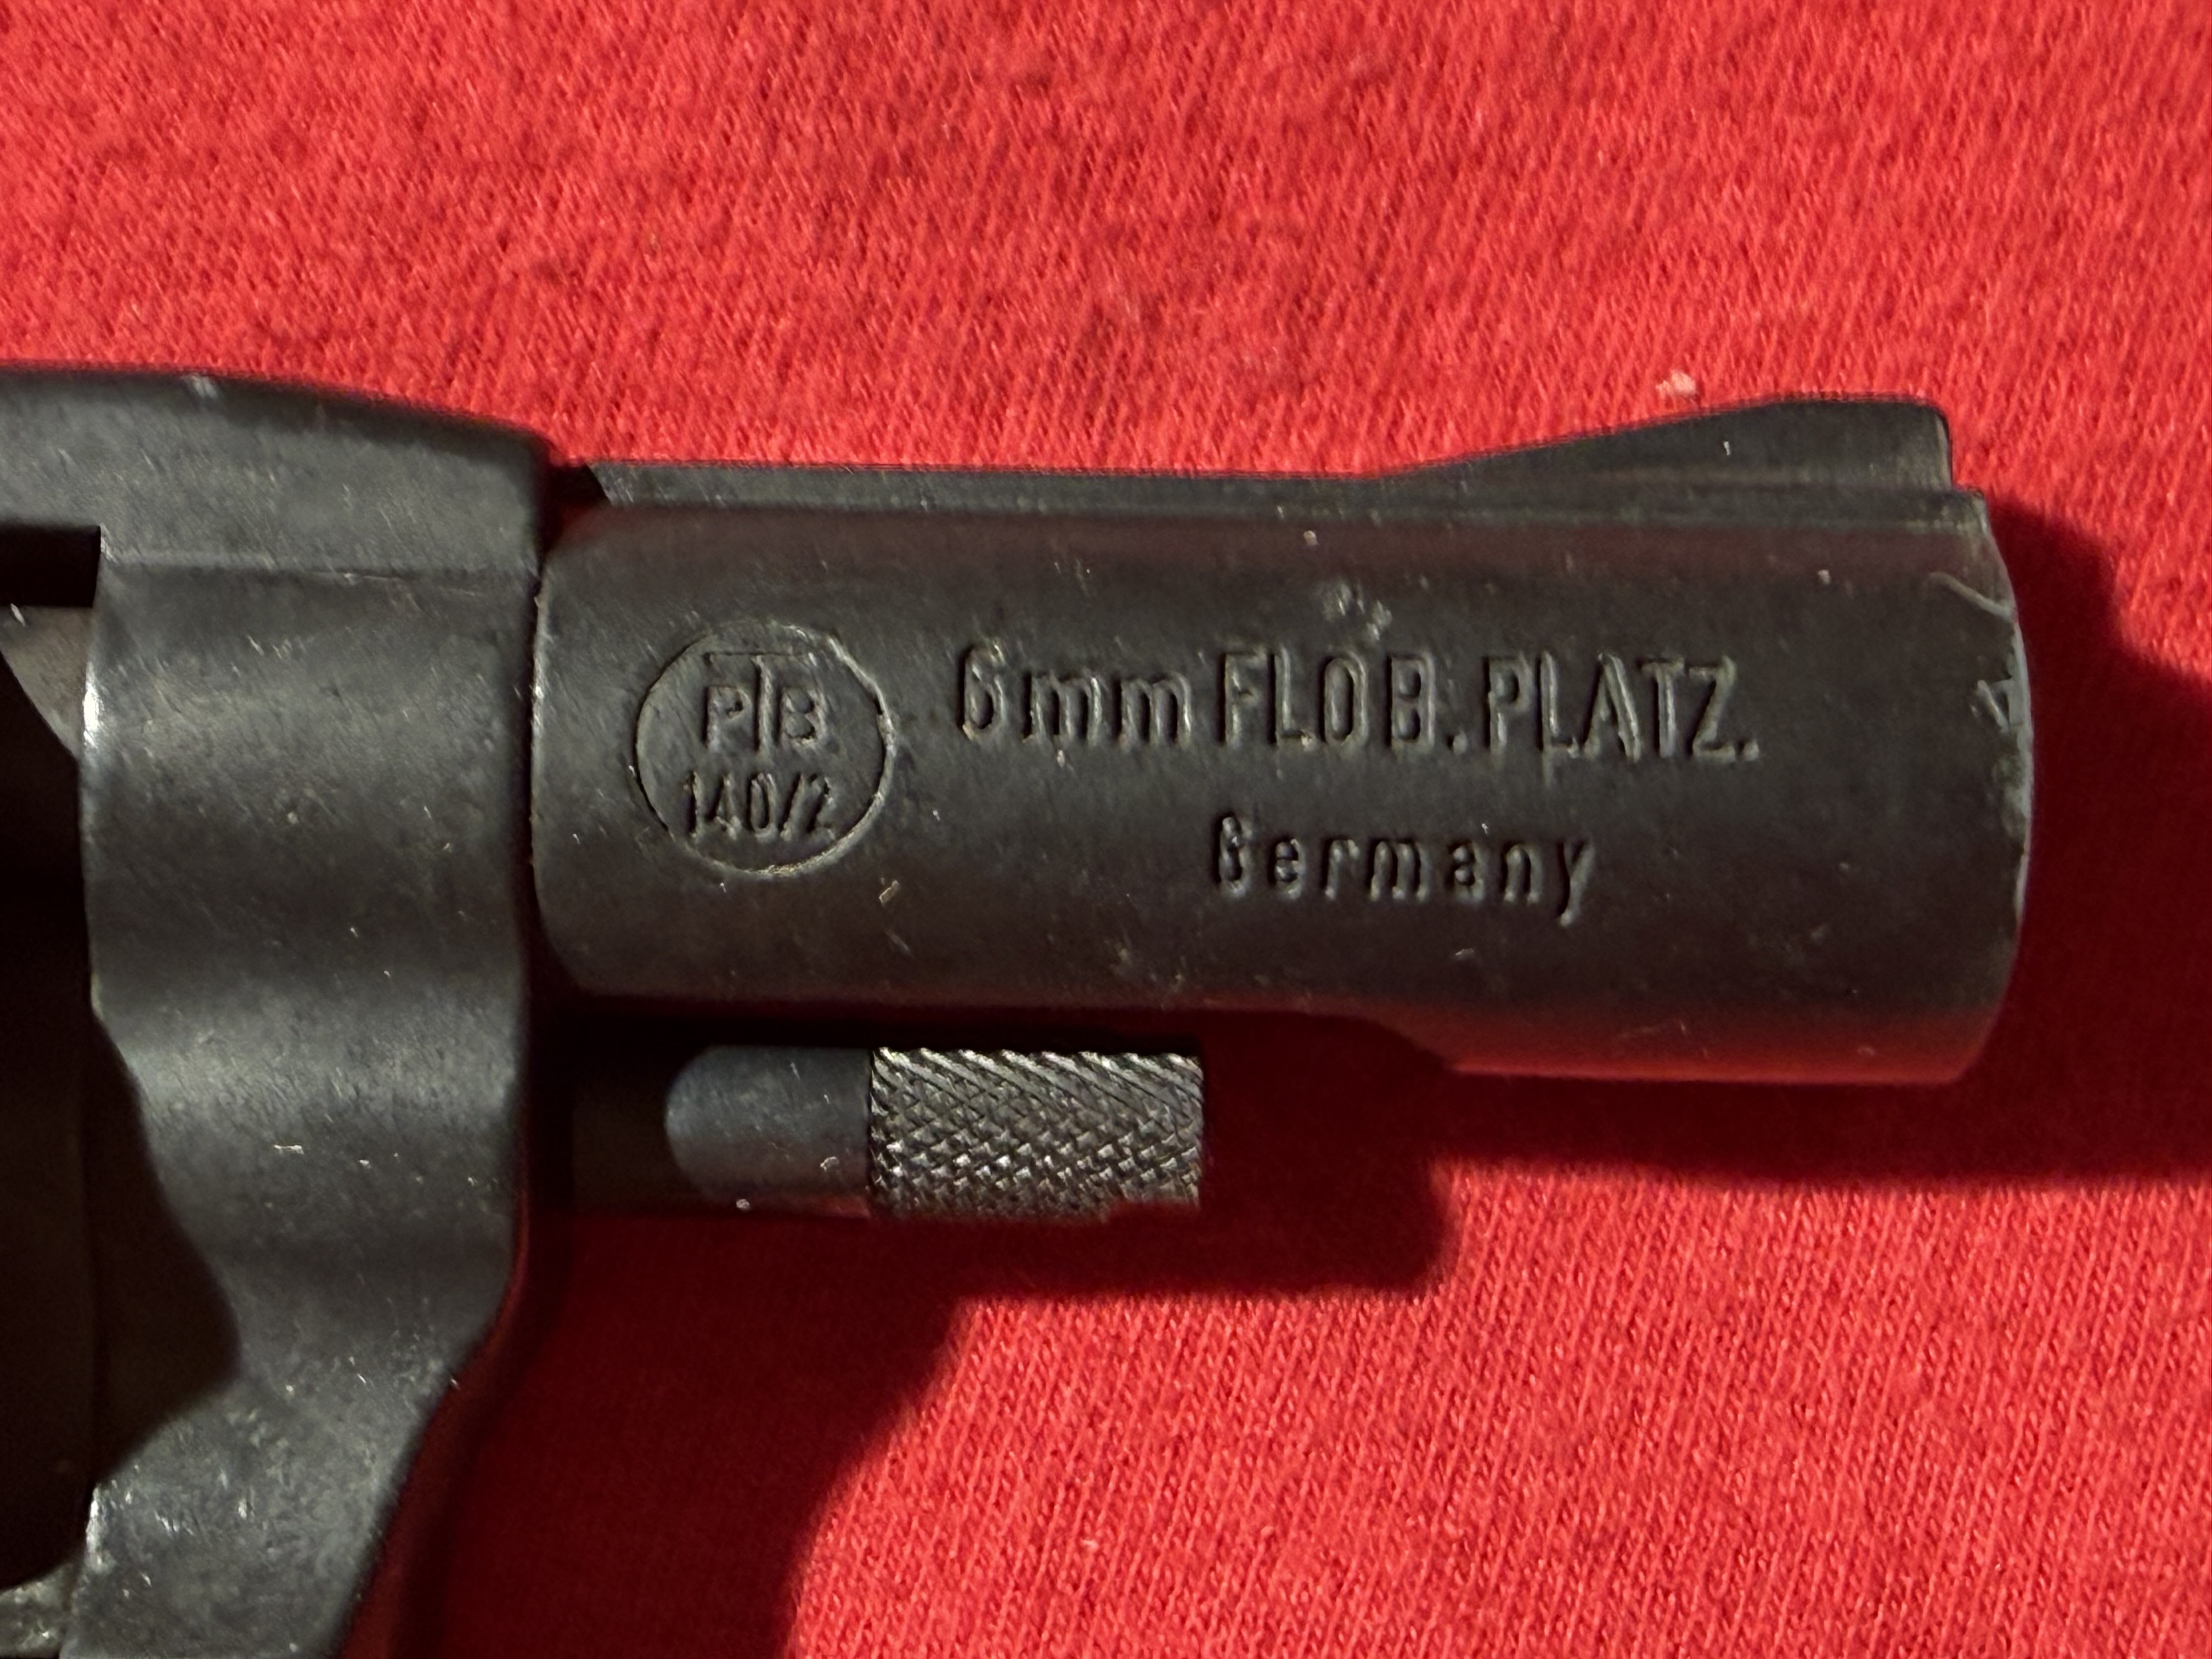 PTB
140/2
6mm FLOB. PLATZ.
Germany